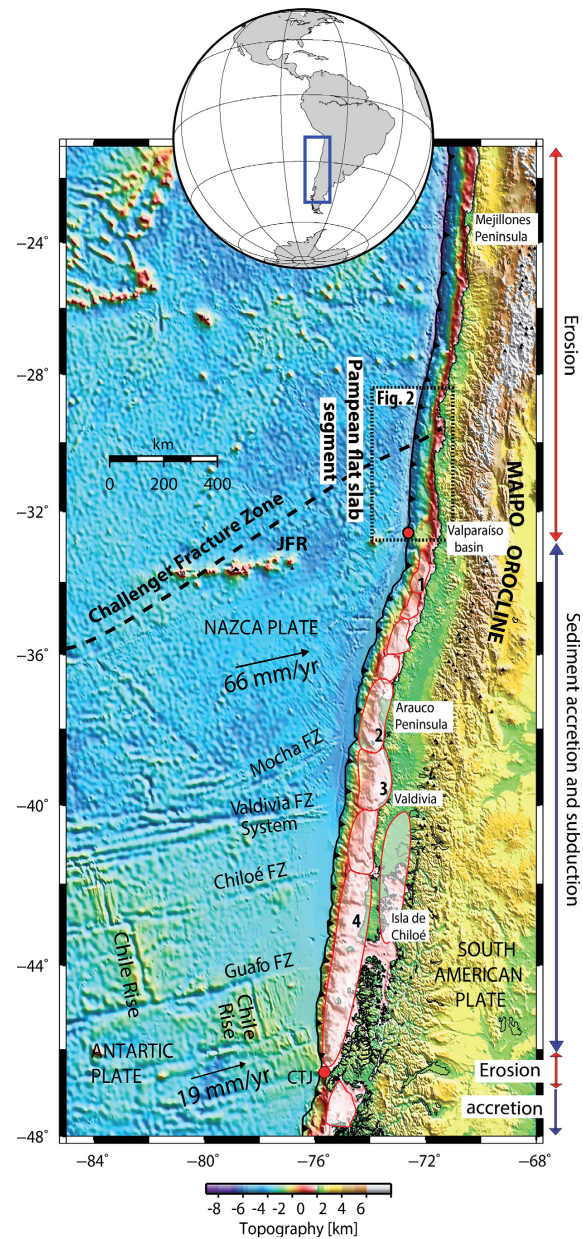 Mejillones
Peninsula
−24
−28
−32
−36
−40
−44
−48
Erosion
Fig. 2
Pampean flat slab
segment
km
0 200 400
Challenger Fracture Zone
JFR
MAIPO OROCLINE
Valparaíso
basin
1
NAZCA PLATE
66 mm/yr
Arauco
Peninsula
2
Mocha FZ
3
Valdivia
Valdivia FZ
System
Chiloé FZ
4
Isla de
Chiloé
Sediment accretion and subduction
Guafo FZ
Chile Rise
Chile
Rise
SOUTH
AMERICAN
PLATE
ANTARTIC
PLATE
19 mm/yr
CTJ
Erosion
accretion
−84 −80 −76 −72 −68
-8 -6 -4 -2 0 2 4 6
Topography [km]